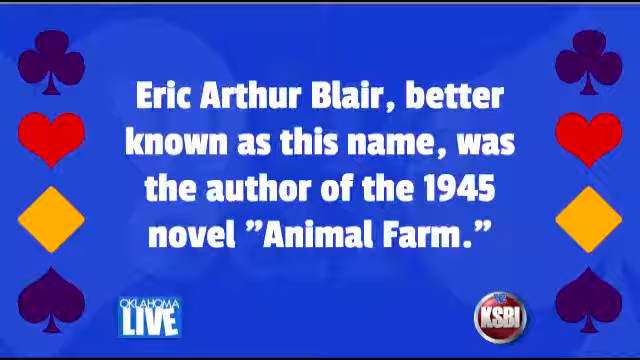 Eric Arthur Blair, better
known as this name, was
the author of the 1945
novel "Animal Farm."
OKLAHOMA
LIVE
52
KSBI